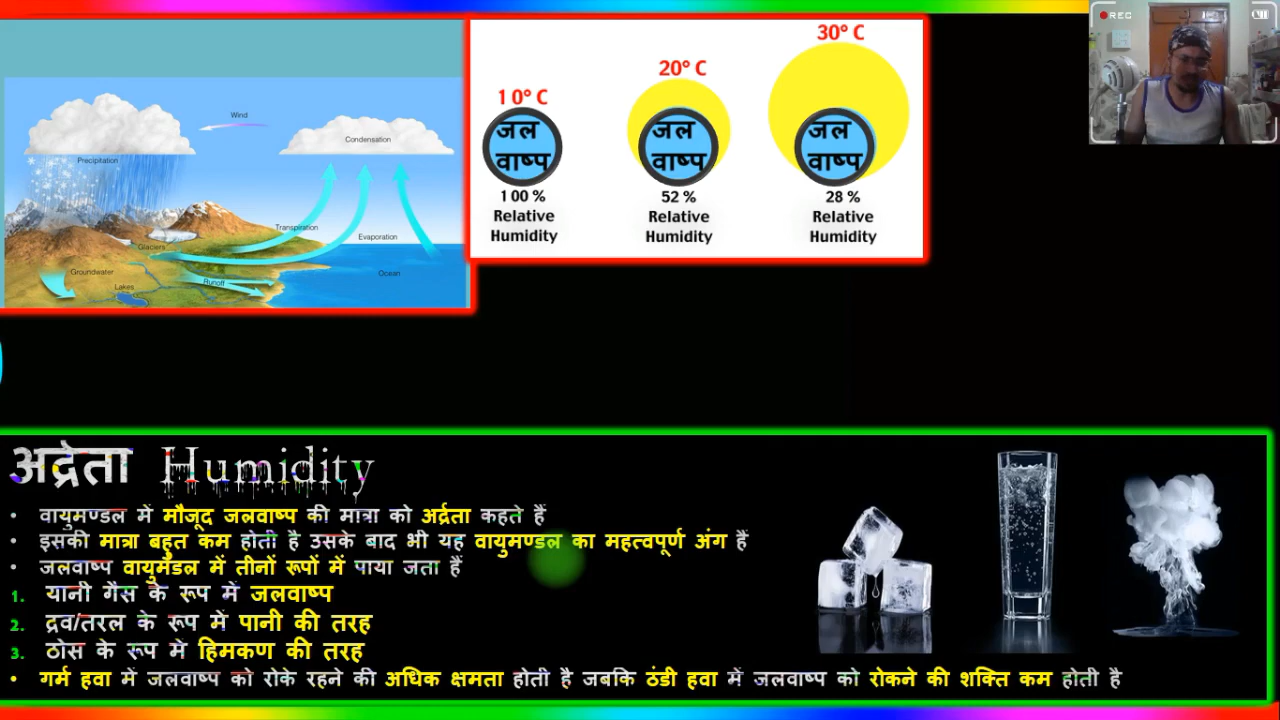 REC
Wind
Condensation
Precipitation
Transpiration
Evaporation
Glaciers
Groundwater
Ocean
Lakes
Runoff
10° C
20° C
30° C
जल वाष्प
जल वाष्प
जल वाष्प
100 %
Relative
Humidity
52 %
Relative
Humidity
28 %
Relative
Humidity
अद्रेता Humidity
• वायुमण्डल में मौजूद जलवाष्प की मात्रा को अर्द्रता कहते हैं
• इसकी मात्रा बहुत कम होती है उसके बाद भी यह वायुमण्डल का महत्वपूर्ण अंग हैं
• जलवाष्प वायुमंडल में तीनों रूपों में पाया जता हैं
1. यानी गैस के रूप में जलवाष्प
2. द्रव/तरल के रूप में पानी की तरह
3. ठोस के रूप में हिमकण की तरह
• गर्म हवा में जलवाष्प को रोके रहने की अधिक क्षमता होती है जबकि ठंडी हवा में जलवाष्प को रोकने की शक्ति कम होती है